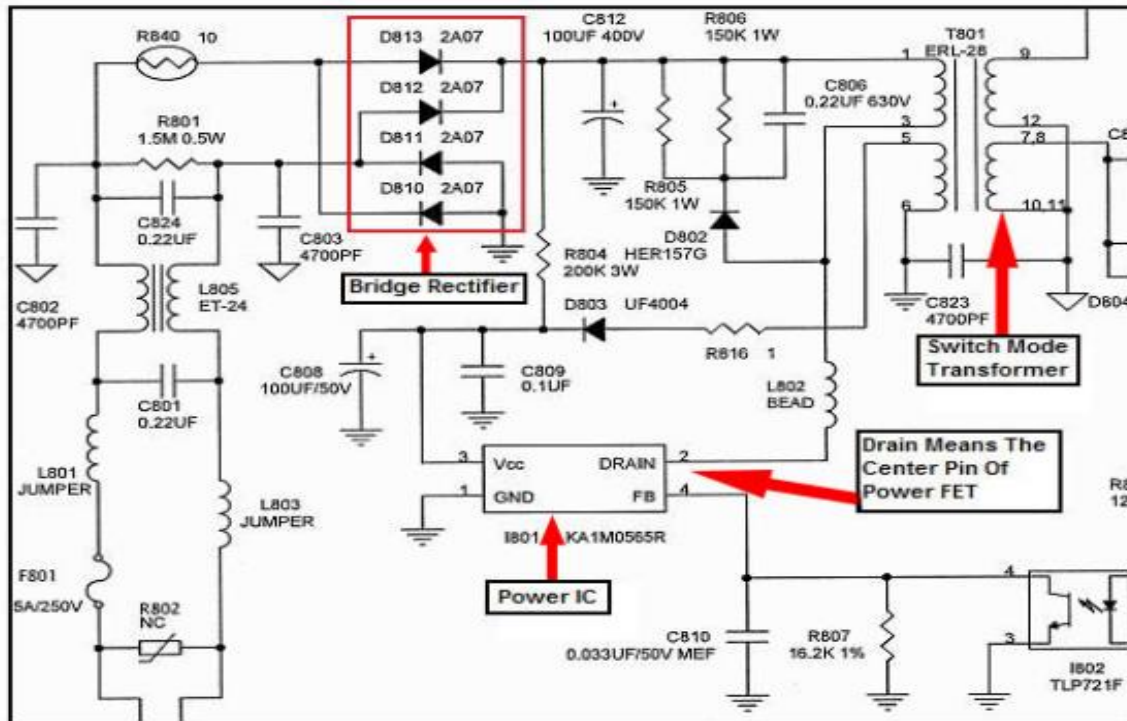 R840 10
D813 2A07
C812
100UF 400V
R806
150K 1W
T801
ERL-28
1
9
D812 2A07
C806
0.22UF 630V
R801
1.5M 0.5W
D811 2A07
3
12
5
7,8
D810 2A07
R805
150K 1W
C824
0.22UF
6
10,11
C803
4700PF
D802
HER157G
R804
200K 3W
L805
ET-24
Bridge Rectifier
C802
4700PF
C823
4700PF
D804
D803 UF4004
R816 1
Switch Mode
Transformer
C808
100UF/50V
C809
0.1UF
L802
BEAD
C801
0.22UF
Drain Means The
Center Pin Of
Power FET
3 Vcc DRAIN 2
1 GND FB 4
L801
JUMPER
L803
JUMPER
I801 KA1M0565R
F801
5A/250V
Power IC
R802
NC
4
C810
0.033UF/50V MEF
R807
16.2K 1%
3
I802
TLP721F